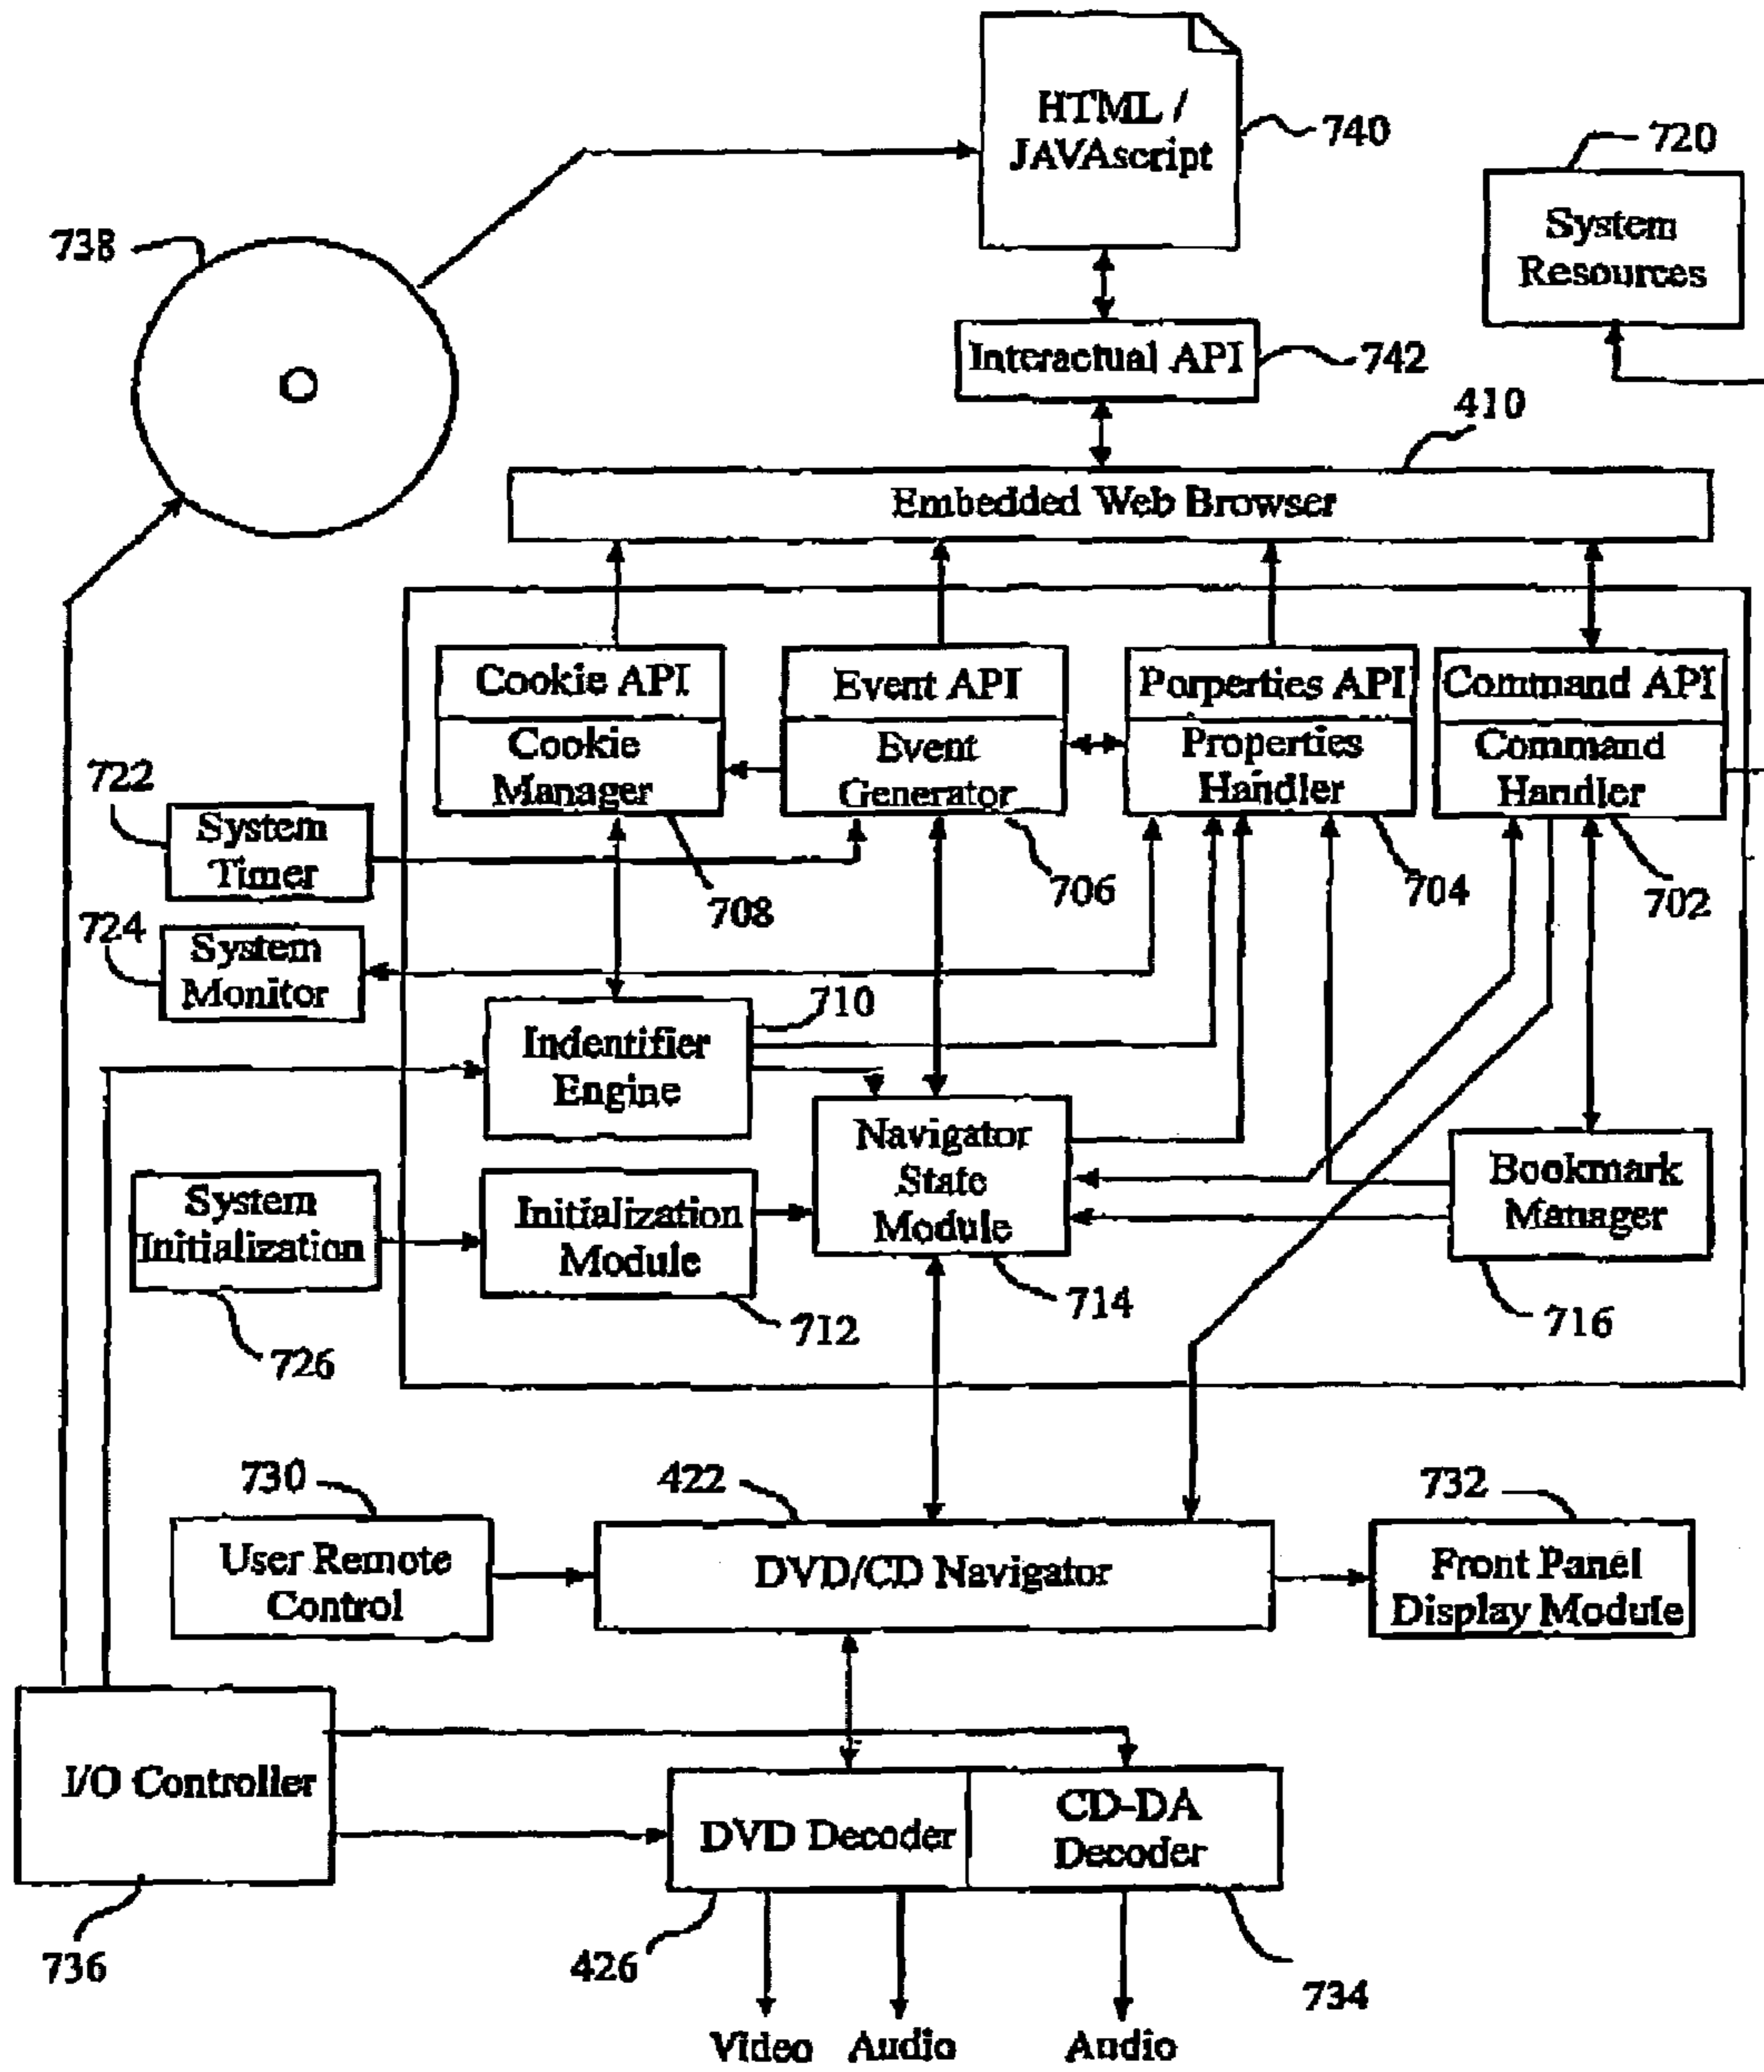 HTML /
JAVAscript
740
720
System
Resources
738
Interactual API
742
410
Embedded Web Browser
Cookie API
Event API
Porperties API
Command API
Cookie
Manager
Event
Generator
Properties
Handler
Command
Handler
722
System
Timer
708
706
704
702
724
System
Monitor
710
Indentifier
Engine
Navigator
State
Module
Bookmark
Manager
System
Initialization
Initialization
Module
714
716
712
726
730
422
732
User Remote
Control
DVD/CD Navigator
Front Panel
Display Module
I/O Controller
DVD Decoder
CD-DA
Decoder
736
426
734
Video
Audio
Audio